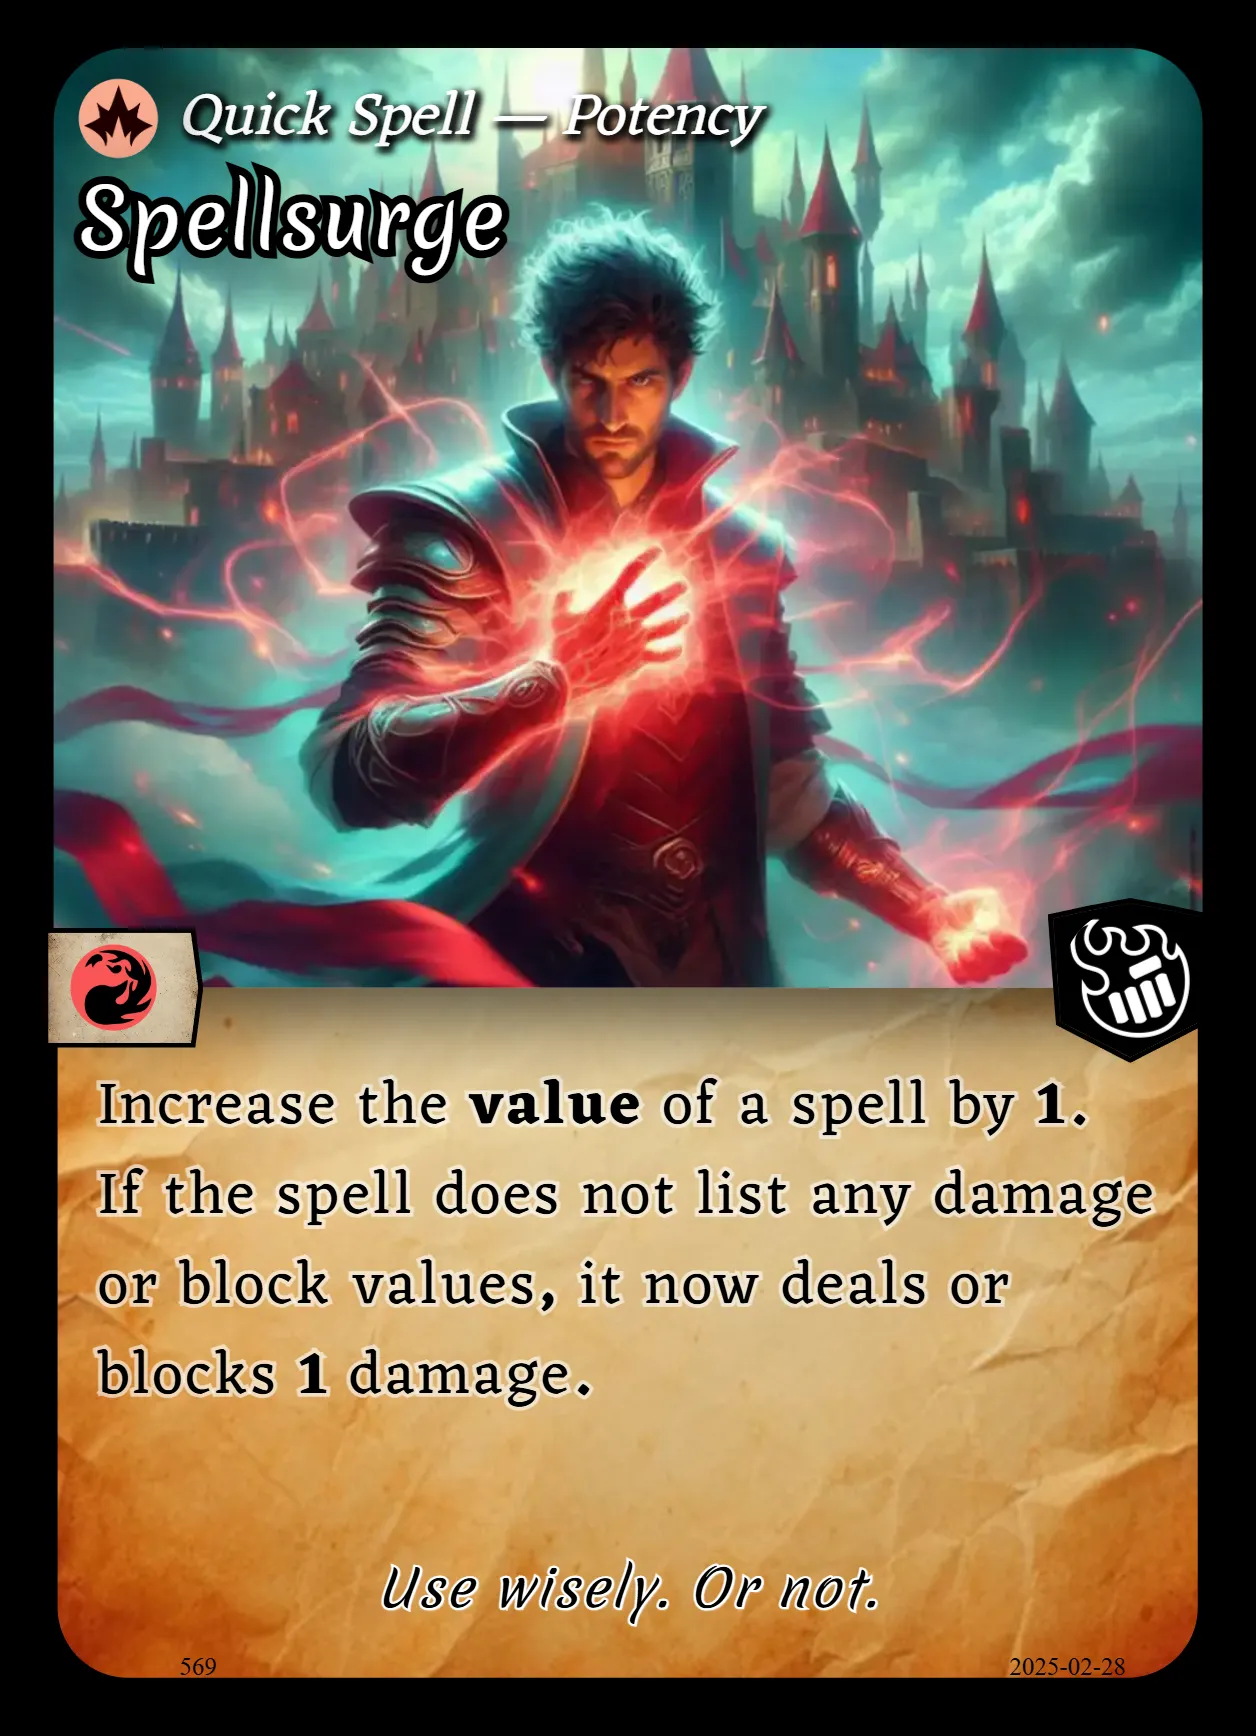 Quick Spell — Potency
Spellsurge
Increase the value of a spell by 1.
If the spell does not list any damage
or block values, it now deals or
blocks 1 damage.
Use wisely. Or not.
569
2025-02-28